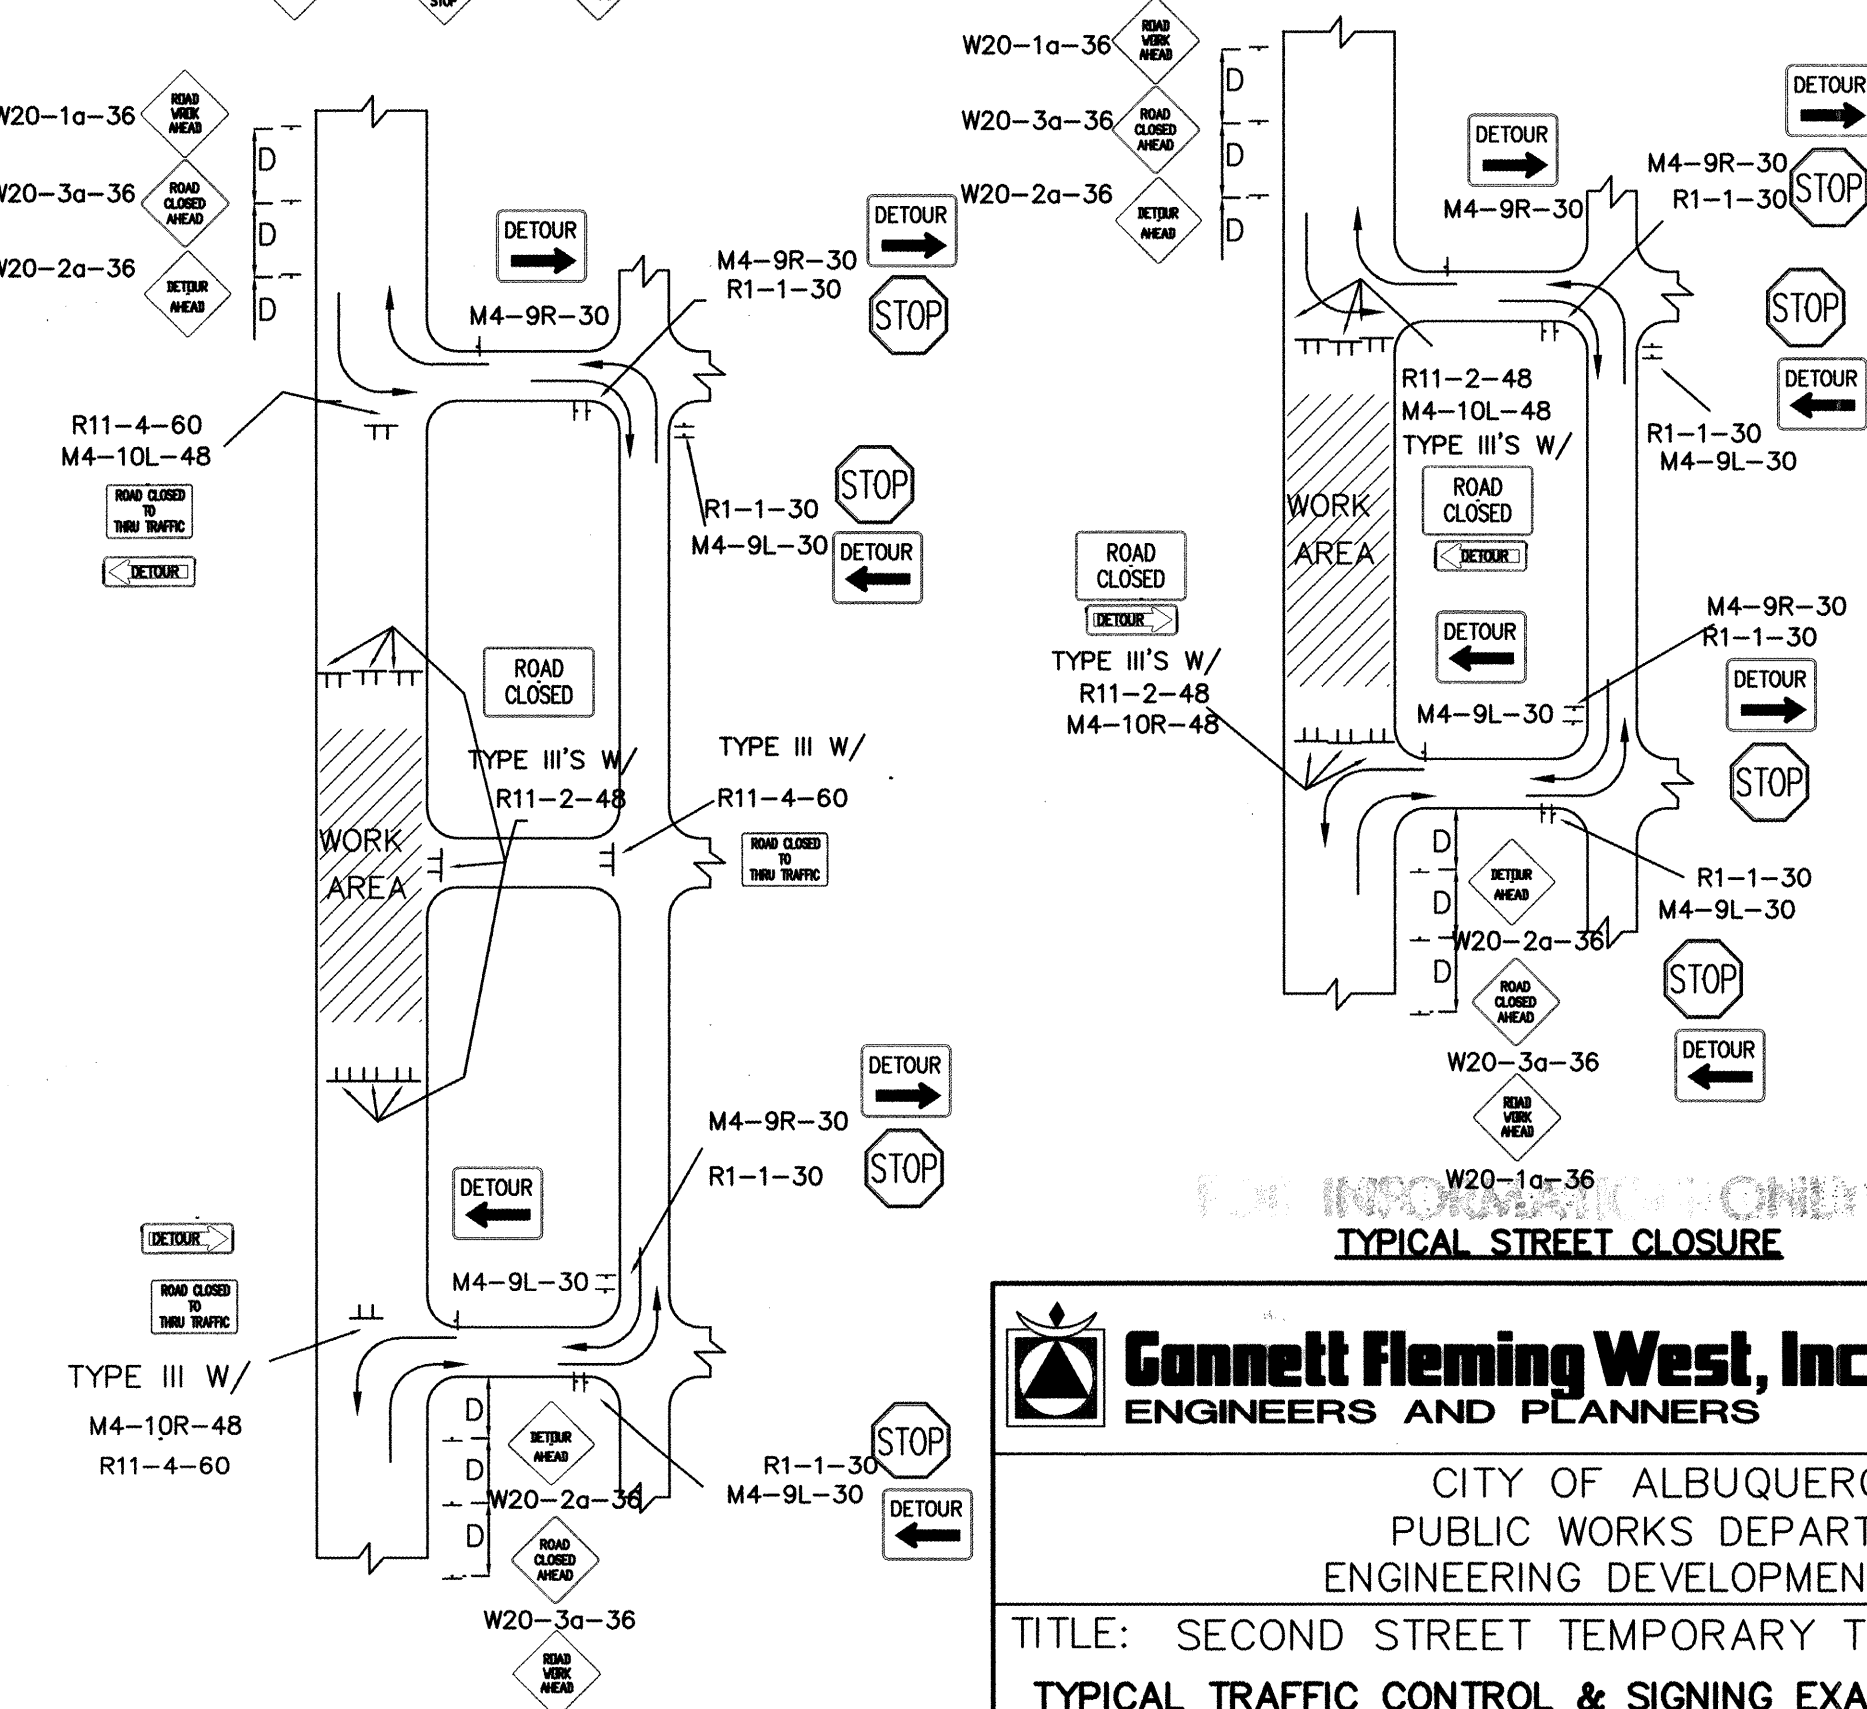 STOP
W20-1a-36
ROAD
WROK
AHEAD
D
W20-3a-36
ROAD
CLOSED
AHEAD
D
W20-2a-36
DETOUR
AHEAD
D
DETOUR
M4-9R-30
M4-9R-30
R1-1-30
DETOUR
STOP
R11-4-60
M4-10L-48
ROAD CLOSED
TO
THRU TRAFFIC
DETOUR
R1-1-30
M4-9L-30
STOP
DETOUR
ROAD
CLOSED
TYPE III'S W/
R11-2-48
TYPE III W/
R11-4-60
ROAD CLOSED
TO
THRU TRAFFIC
WORK
AREA
DETOUR
M4-9L-30
M4-9R-30
R1-1-30
DETOUR
STOP
DETOUR
ROAD CLOSED
TO
THRU TRAFFIC
TYPE III W/
M4-10R-48
R11-4-60
D
D
D
DETOUR
AHEAD
W20-2a-36
ROAD
CLOSED
AHEAD
W20-3a-36
ROAD
WORK
AHEAD
R1-1-30
M4-9L-30
STOP
DETOUR
W20-1a-36
ROAD
WORK
AHEAD
D
W20-3a-36
ROAD
CLOSED
AHEAD
D
W20-2a-36
DETOUR
AHEAD
D
DETOUR
M4-9R-30
DETOUR
M4-9R-30
R1-1-30
STOP
STOP
DETOUR
R1-1-30
M4-9L-30
R11-2-48
M4-10L-48
TYPE III'S W/
ROAD
CLOSED
DETOUR
WORK
AREA
ROAD
CLOSED
DETOUR
TYPE III'S W/
R11-2-48
M4-10R-48
DETOUR
M4-9L-30
M4-9R-30
R1-1-30
DETOUR
STOP
D
D
D
DETOUR
AHEAD
W20-2a-36
ROAD
CLOSED
AHEAD
W20-3a-36
ROAD
WORK
AHEAD
W20-1a-36
R1-1-30
M4-9L-30
STOP
DETOUR
FOR INFORMATION ONLY
TYPICAL STREET CLOSURE
Gannett Fleming West, Inc
ENGINEERS AND PLANNERS
CITY OF ALBUQUERQ
PUBLIC WORKS DEPART
ENGINEERING DEVELOPMEN
TITLE: SECOND STREET TEMPORARY T
TYPICAL TRAFFIC CONTROL & SIGNING EXA